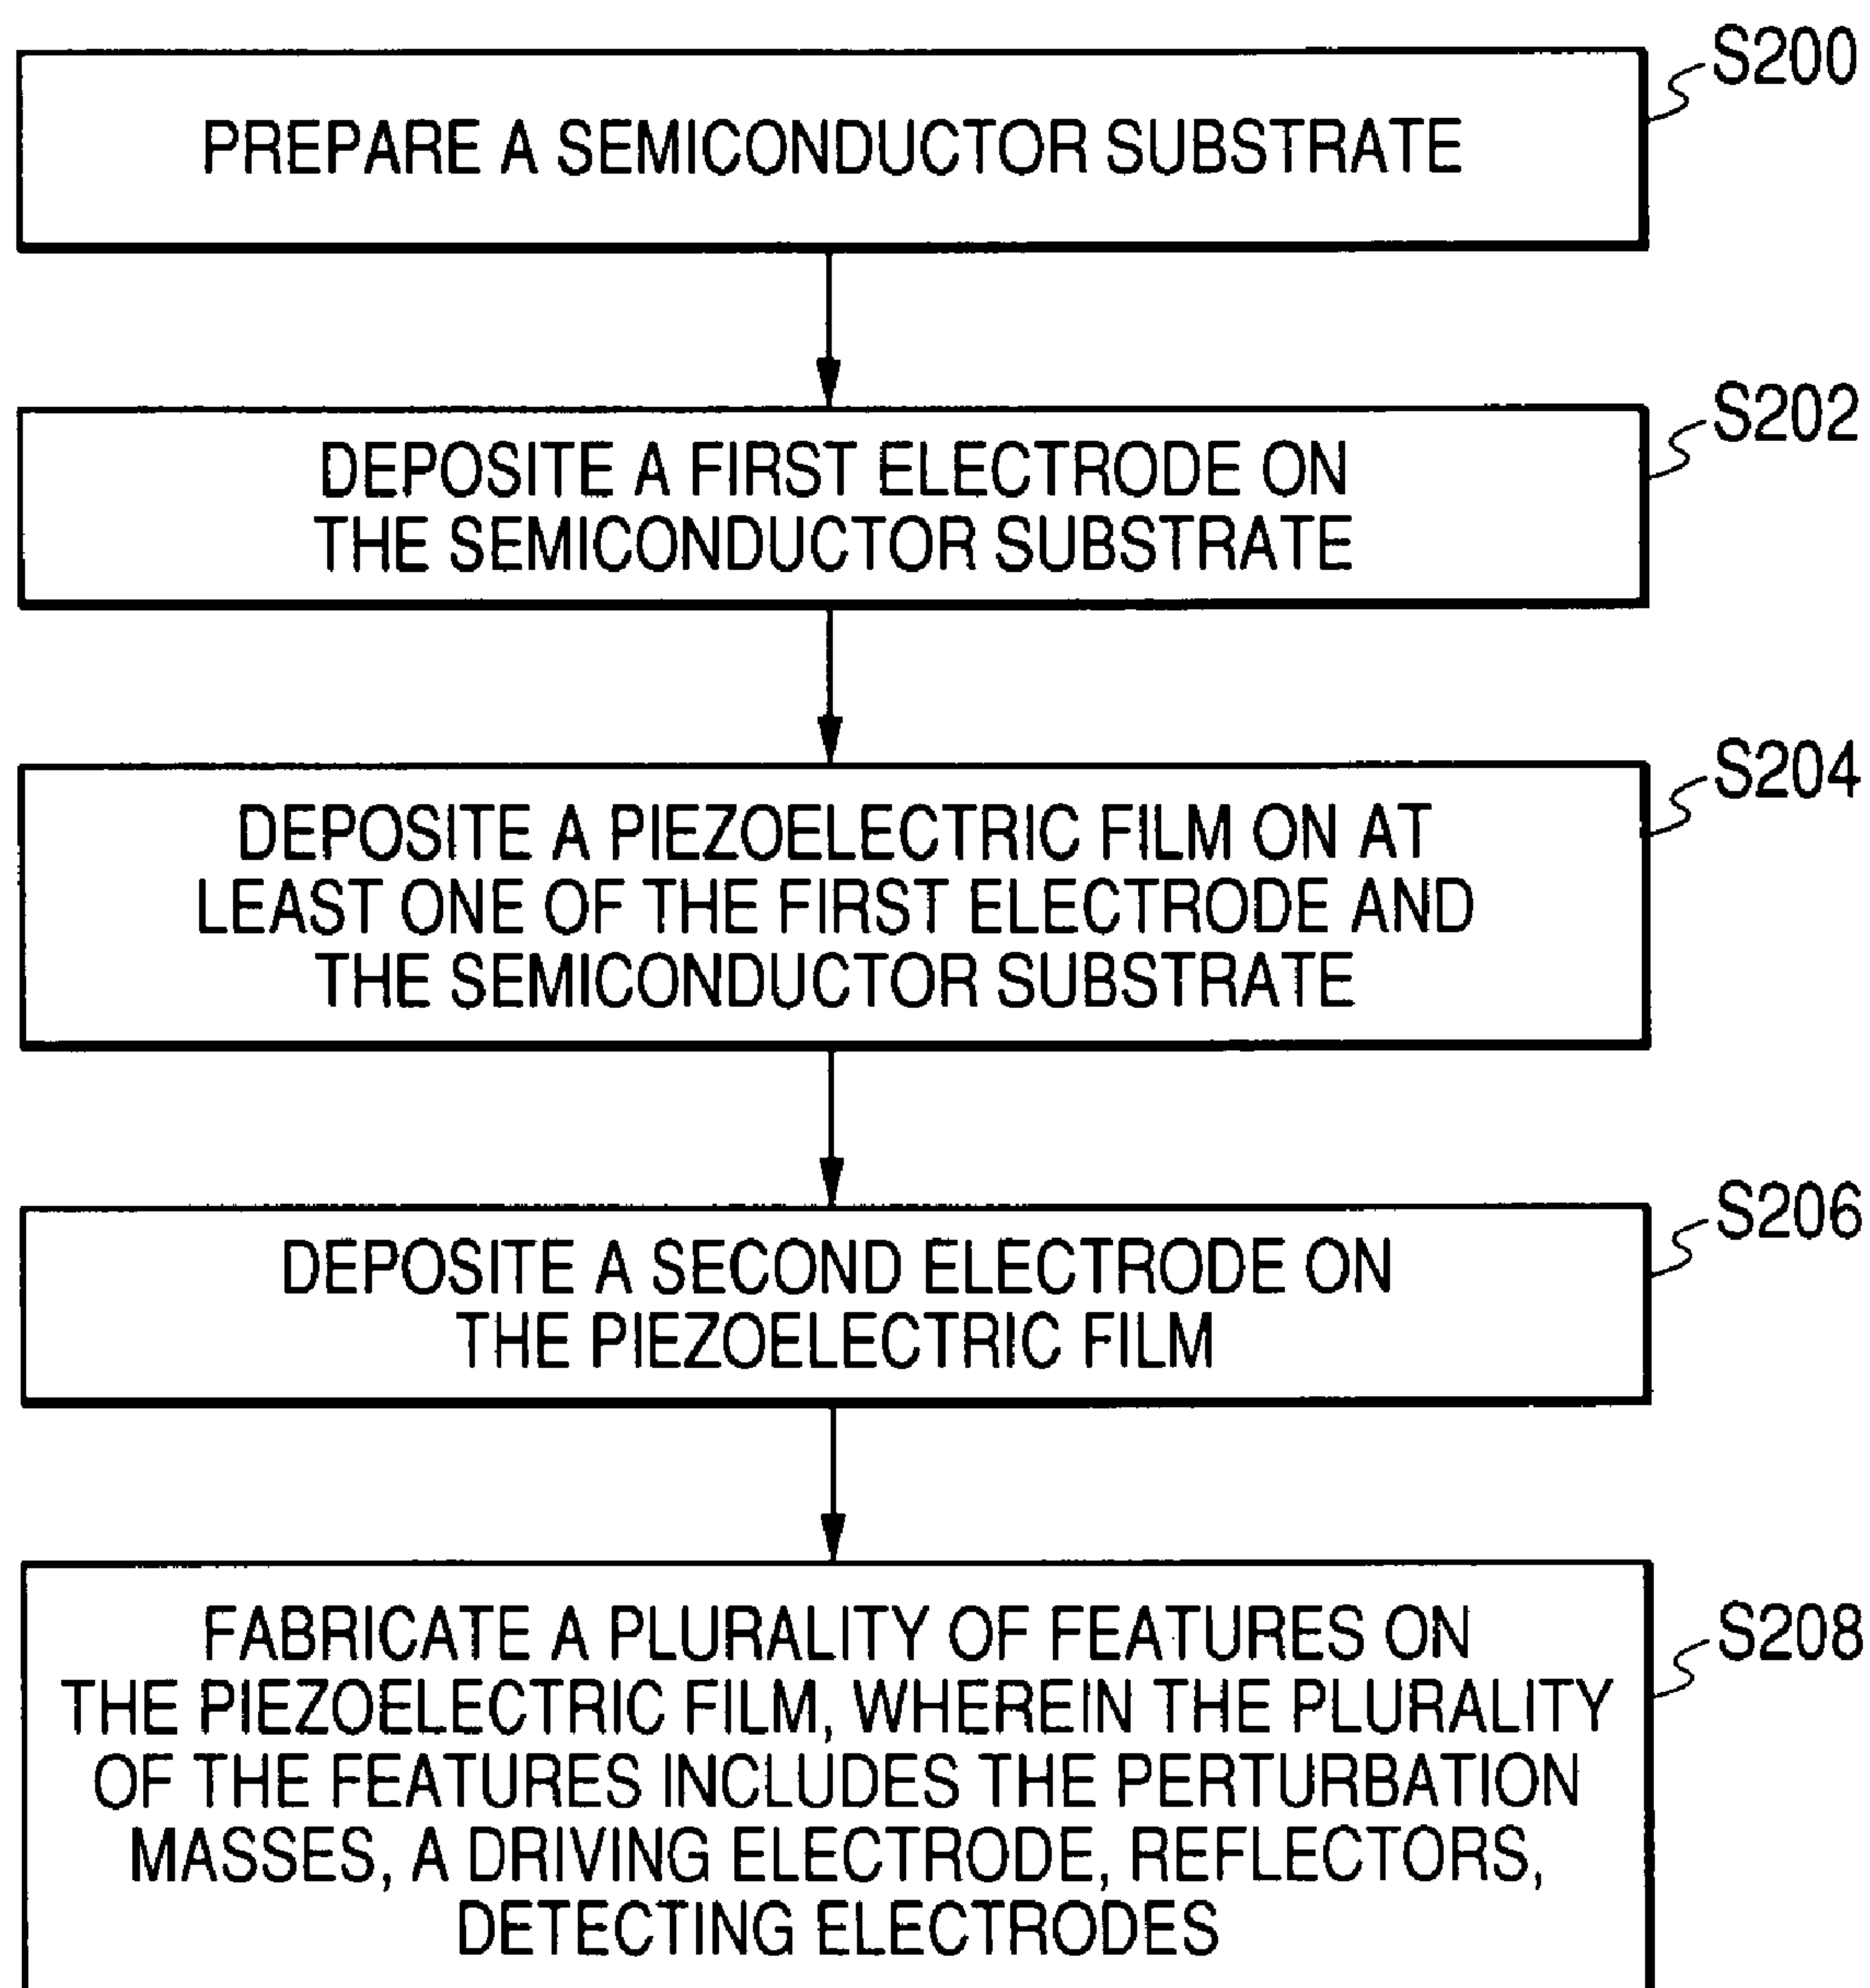 S200
PREPARE A SEMICONDUCTOR SUBSTRATE
S202
DEPOSITE A FIRST ELECTRODE ON
THE SEMICONDUCTOR SUBSTRATE
S204
DEPOSITE A PIEZOELECTRIC FILM ON AT
LEAST ONE OF THE FIRST ELECTRODE AND
THE SEMICONDUCTOR SUBSTRATE
S206
DEPOSITE A SECOND ELECTRODE ON
THE PIEZOELECTRIC FILM
S208
FABRICATE A PLURALITY OF FEATURES ON
THE PIEZOELECTRIC FILM, WHEREIN THE PLURALITY
OF THE FEATURES INCLUDES THE PERTURBATION
MASSES, A DRIVING ELECTRODE, REFLECTORS,
DETECTING ELECTRODES